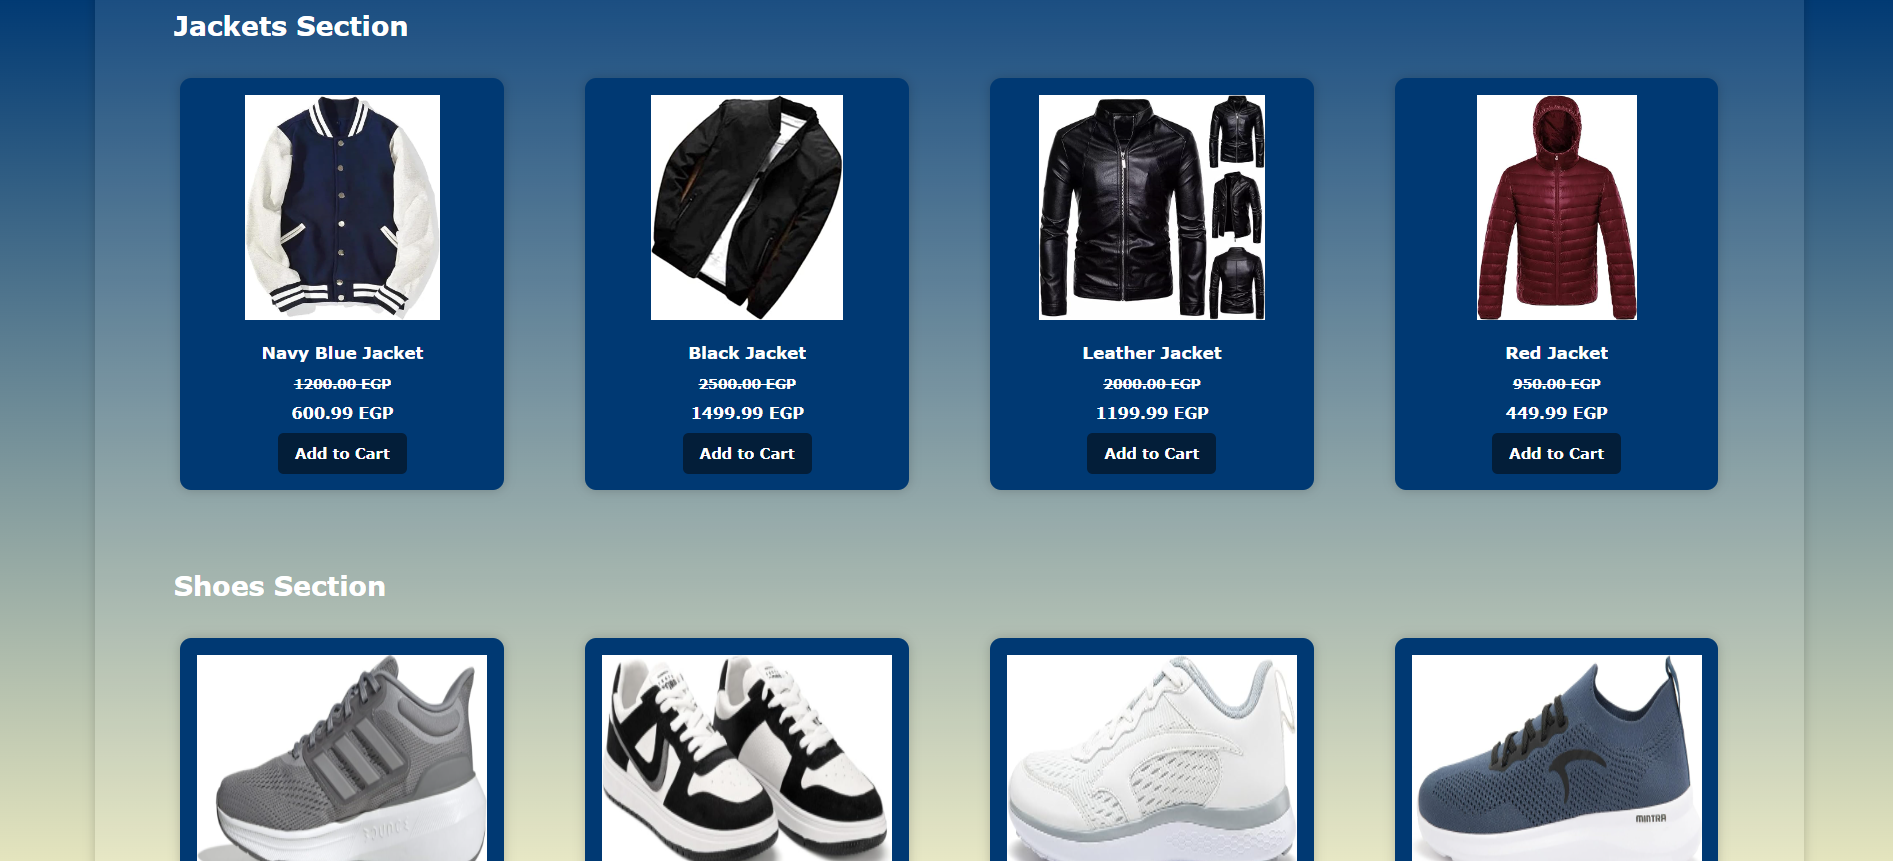 Jackets Section
Navy Blue Jacket
1200.00 EGP
600.99 EGP
Add to Cart
Black Jacket
2500.00 EGP
1499.99 EGP
Add to Cart
Leather Jacket
2000.00 EGP
1199.99 EGP
Add to Cart
Red Jacket
950.00 EGP
449.99 EGP
Add to Cart
Shoes Section
BOUNCE
MINTRA